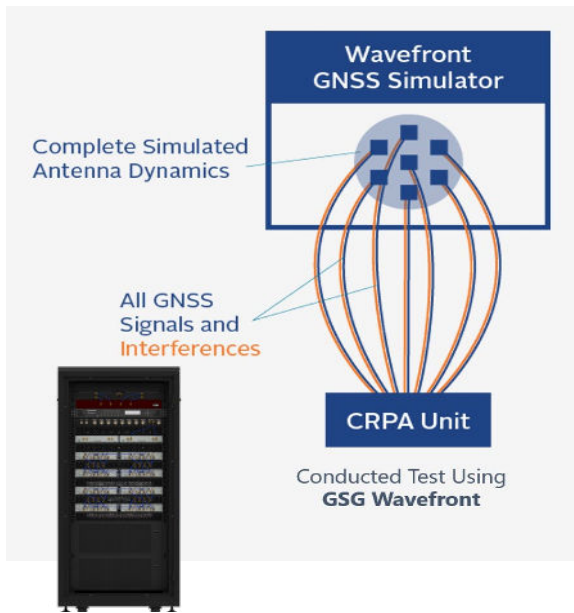 Wavefront
GNSS Simulator
Complete Simulated
Antenna Dynamics
All GNSS
Signals and
Interferences
CRPA Unit
Conducted Test Using
GSG Wavefront